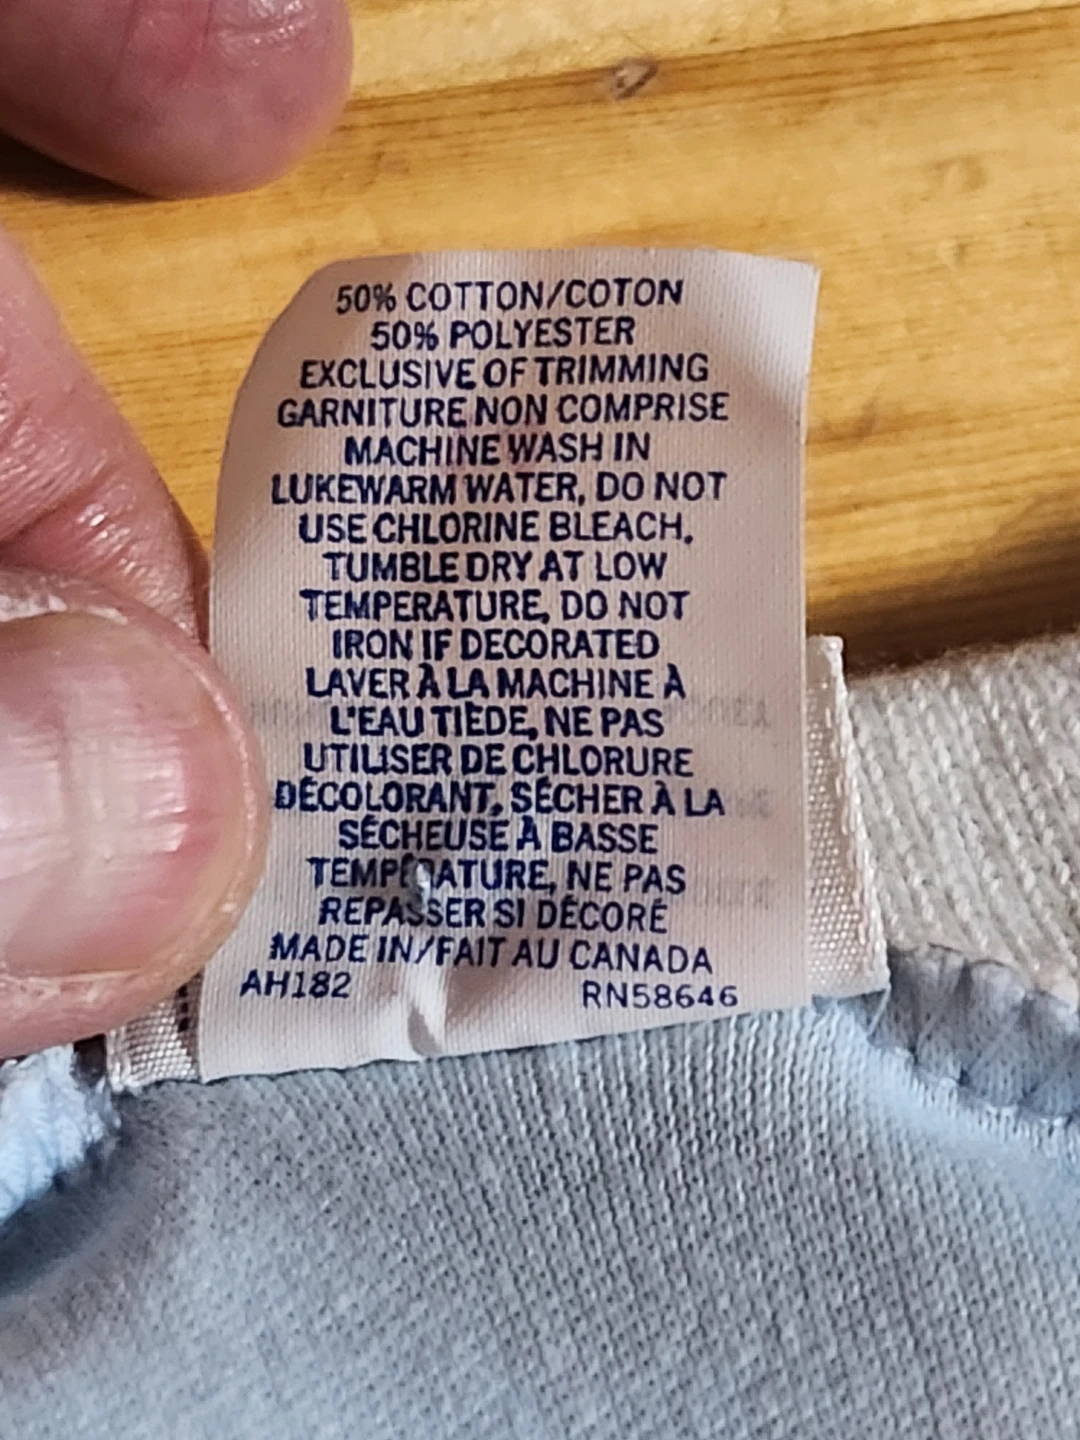 50% COTTON/COTON
50% POLYESTER
EXCLUSIVE OF TRIMMING
GARNITURE NON COMPRISE
MACHINE WASH IN
LUKEWARM WATER, DO NOT
USE CHLORINE BLEACH,
TUMBLE DRY AT LOW
TEMPERATURE, DO NOT
IRON IF DECORATED
LAVER À LA MACHINE À
L'EAU TIÈDE, NE PAS
UTILISER DE CHLORURE
DÉCOLORANT, SÉCHER À LA
SÉCHEUSE À BASSE
TEMPÉRATURE, NE PAS
REPASSER SI DÉCORÉ
MADE IN/FAIT AU CANADA
AH182 RN58646